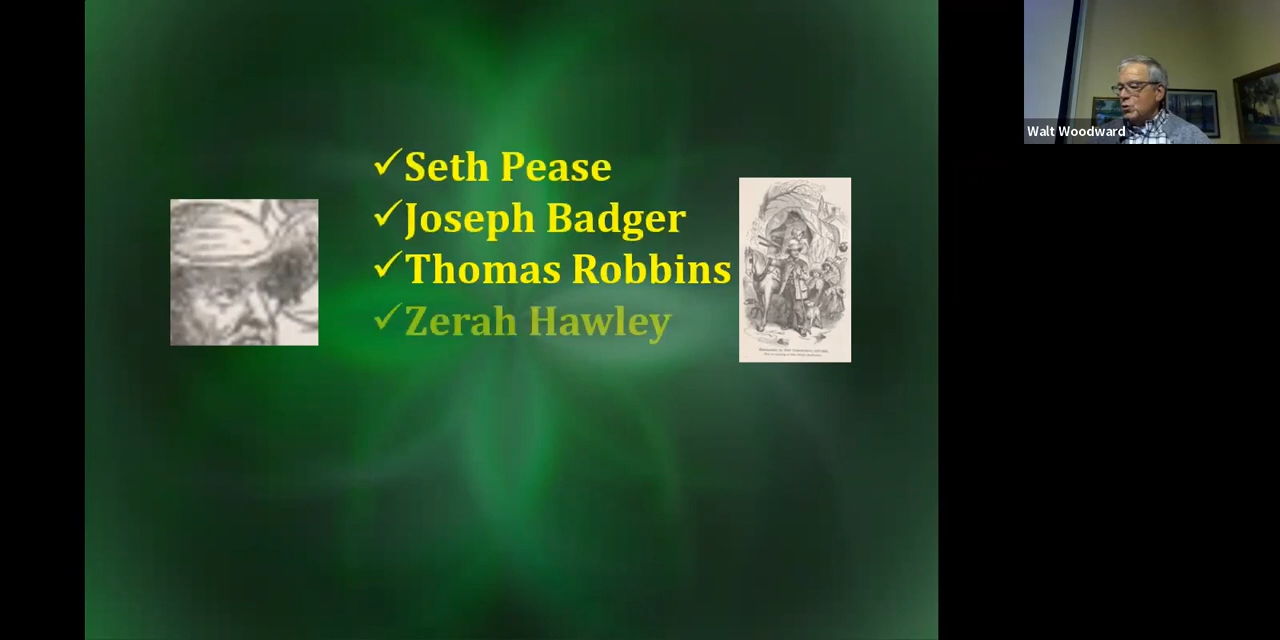 ✓Seth Pease
✓Joseph Badger
✓Thomas Robbins
✓Zerah Hawley
Walt Woodward